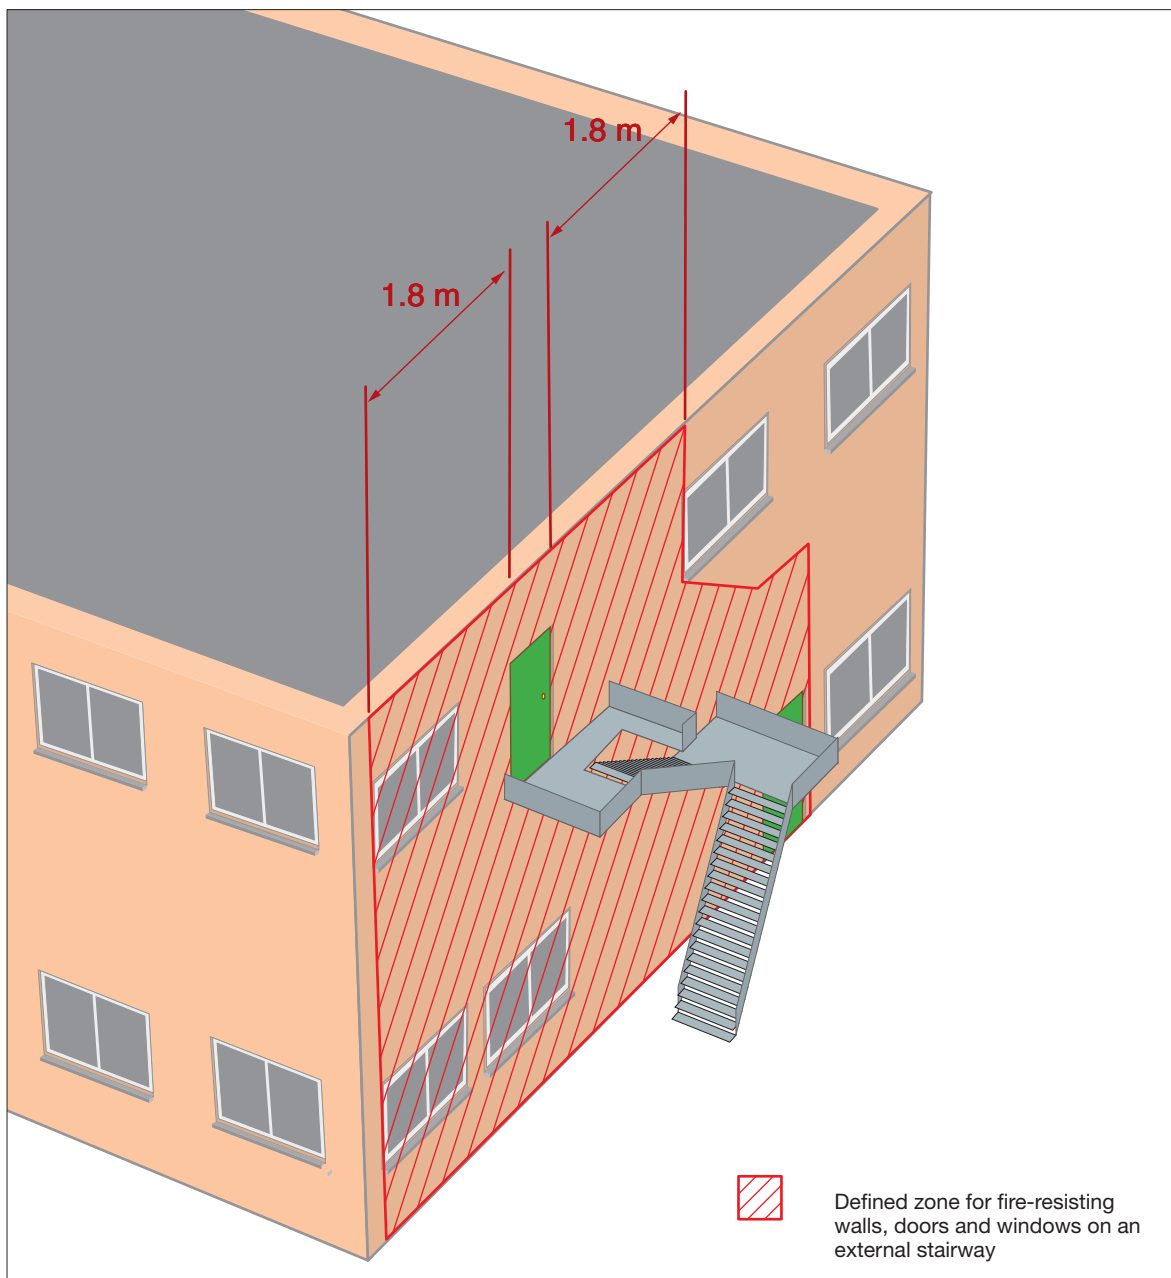 1.8 m
1.8 m
Defined zone for fire-resisting
walls, doors and windows on an
external stairway